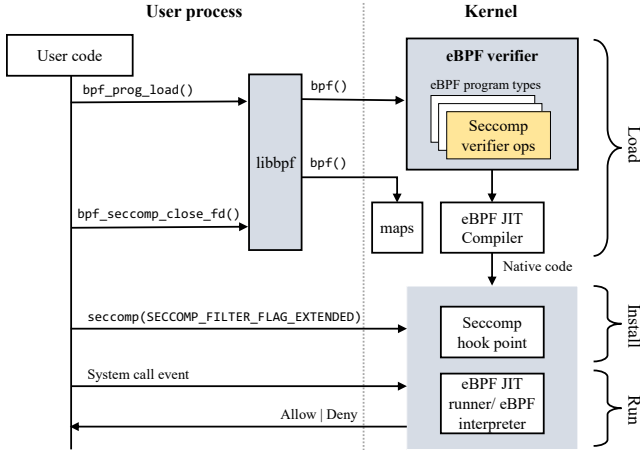 User process
Kernel
User code
eBPF verifier
bpf_prog_load()
bpf()
eBPF program types
Seccomp
verifier ops
Load
libbpf
bpf()
bpf_seccomp_close_fd()
maps
eBPF JIT
Compiler
Native code
seccomp(SECCOMP_FILTER_FLAG_EXTENDED)
Seccomp
hook point
Install
System call event
eBPF JIT
runner/ eBPF
interpreter
Run
Allow | Deny